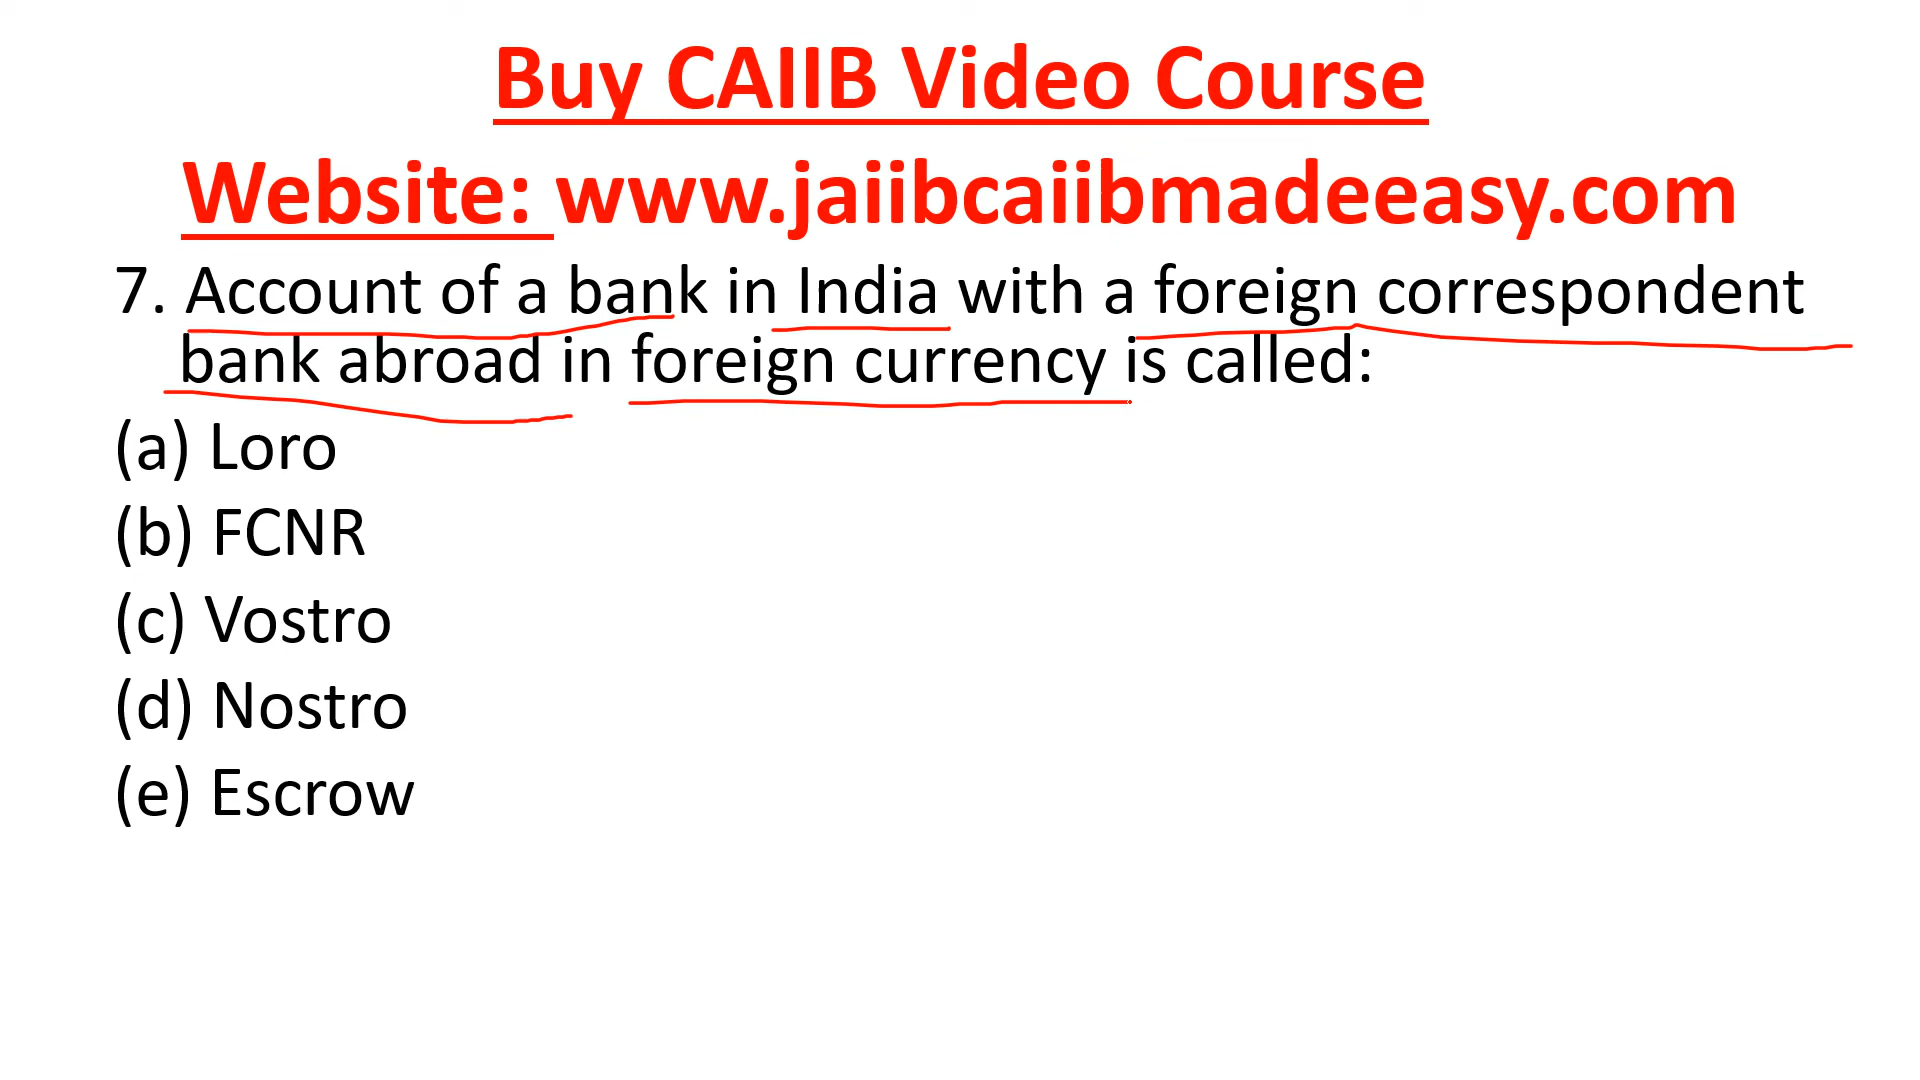 Buy CAIIB Video Course
Website: www.jaiibcaiibmadeeasy.com
7. Account of a bank in India with a foreign correspondent
bank abroad in foreign currency is called:
(a) Loro
(b) FCNR
(c) Vostro
(d) Nostro
(e) Escrow